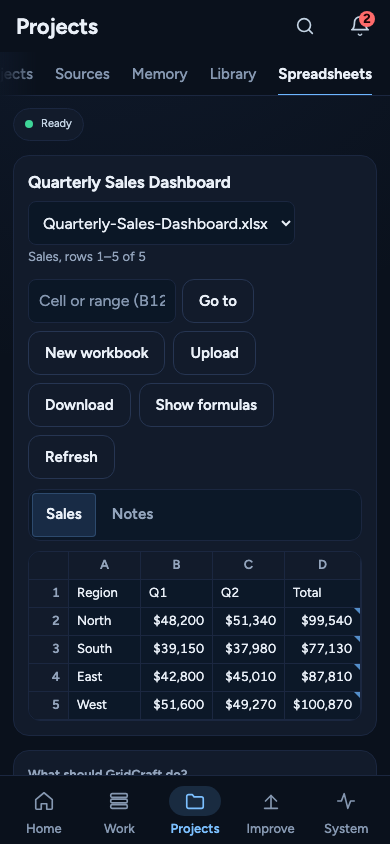 Projects
2
ects Sources Memory Library Spreadsheets
Ready
Quarterly Sales Dashboard
Quarterly-Sales-Dashboard.xlsx
Sales, rows 1–5 of 5
Cell or range (B12 Go to
New workbook Upload
Download Show formulas
Refresh
Sales Notes
A B C D
1 Region Q1 Q2 Total
2 North $48,200 $51,340 $99,540
3 South $39,150 $37,980 $77,130
4 East $42,800 $45,010 $87,810
5 West $51,600 $49,270 $100,870
What should GridCraft do?
Home Work Projects Improve System